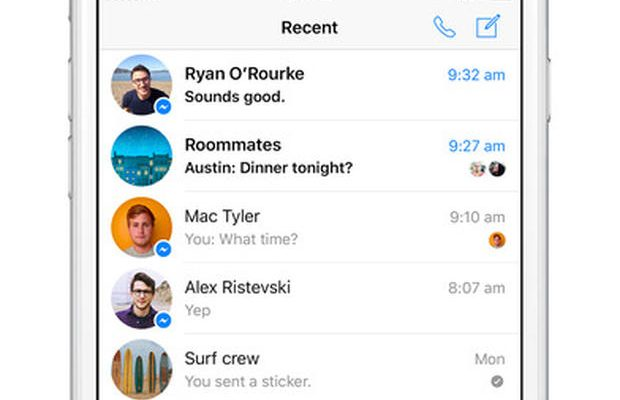 Recent
Ryan O’Rourke 9:32 am
Sounds good.
Roommates 9:27 am
Austin: Dinner tonight?
Mac Tyler 9:10 am
You: What time?
Alex Ristevski 8:07 am
Yep
Surf crew Mon
You sent a sticker.